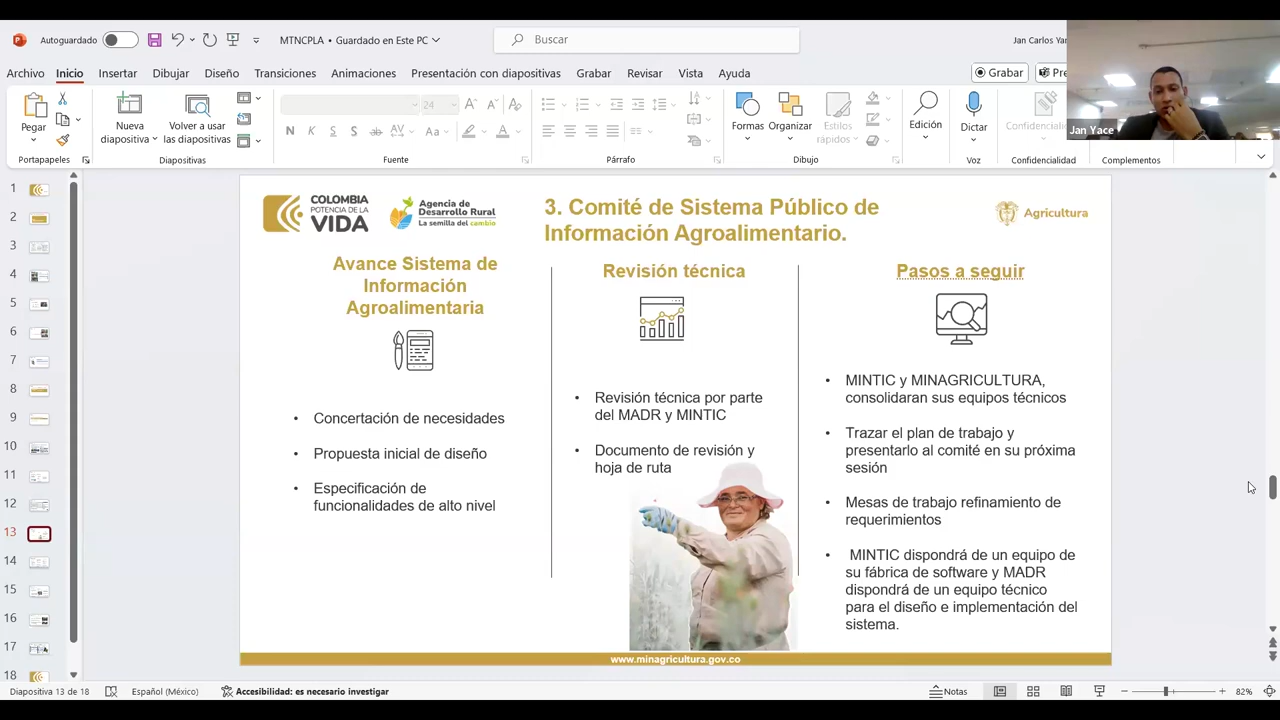 Autoguardado
MTNCPLA • Guardado en Este PC
Buscar
Jan Carlos Yar
Archivo
Inicio
Insertar
Dibujar
Diseño
Transiciones
Animaciones
Presentación con diapositivas
Grabar
Revisar
Vista
Ayuda
Grabar
Pre
Jan Yace
Pegar
Nueva
diapositiva
Volver a usar
las diapositivas
24
N K S S ab AV Aa A
Formas
Organizar
Estilos
rápidos
Edición
Dictar
Confidenciali
Portapapeles
Diapositivas
Fuente
Párrafo
Dibujo
Voz
Confidencialidad
Complementos
1
2
3
4
5
6
7
8
9
10
11
12
13
14
15
16
17
18
COLOMBIA
POTENCIA DE LA
VIDA
Agencia de
Desarrollo Rural
La semilla del cambio
3. Comité de Sistema Público de
Información Agroalimentario.
Agricultura
Avance Sistema de
Información
Agroalimentaria
• Concertación de necesidades
• Propuesta inicial de diseño
• Especificación de
funcionalidades de alto nivel
Revisión técnica
• Revisión técnica por parte
del MADR y MINTIC
• Documento de revisión y
hoja de ruta
Pasos a seguir
• MINTIC y MINAGRICULTURA,
consolidaran sus equipos técnicos
• Trazar el plan de trabajo y
presentarlo al comité en su próxima
sesión
• Mesas de trabajo refinamiento de
requerimientos
• MINTIC dispondrá de un equipo de
su fábrica de software y MADR
dispondrá de un equipo técnico
para el diseño e implementación del
sistema.
www.minagricultura.gov.co
Diapositiva 13 de 18
Español (México)
Accesibilidad: es necesario investigar
Notas
82%